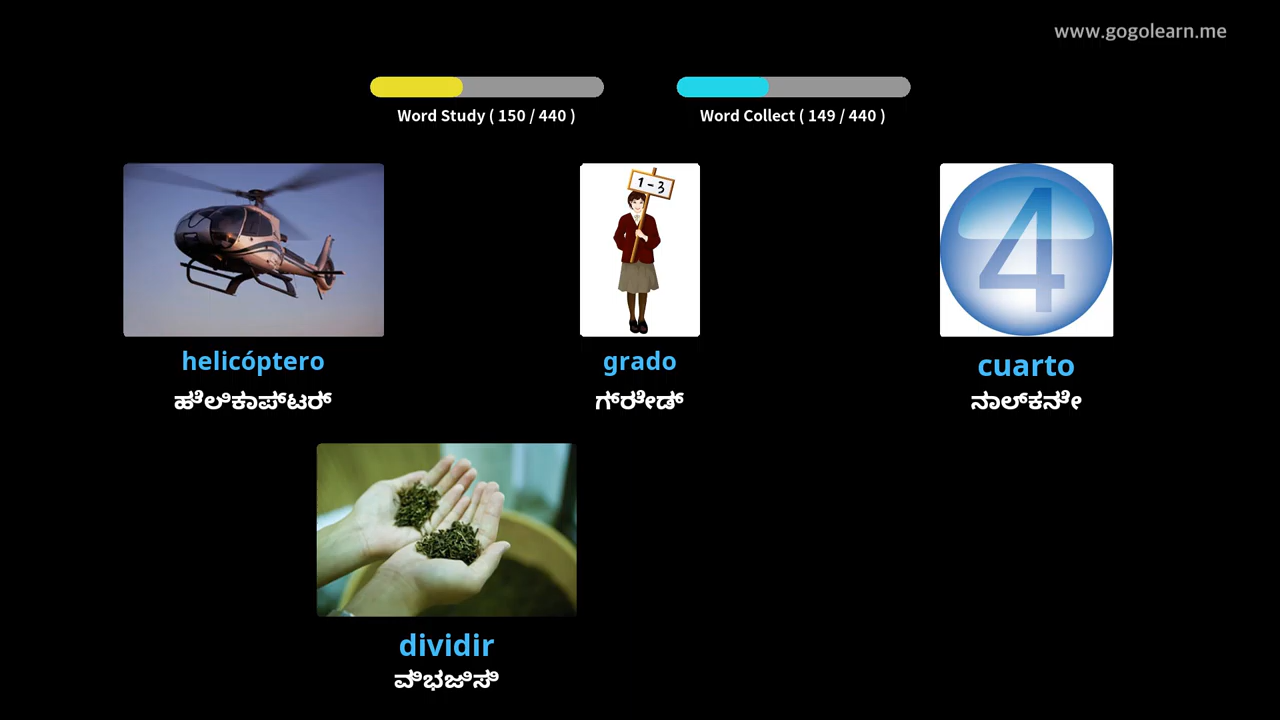 www.gogolearn.me
Word Study ( 150 / 440 )
Word Collect ( 149 / 440 )
1-3
4
helicóptero
grado
cuarto
ಹೆಲಿಕಾಪ್ಟರ್
ಗ್ರೇಡ್
ನಾಲ್ಕನೇ
dividir
ವಿಭಜಿಸಿ